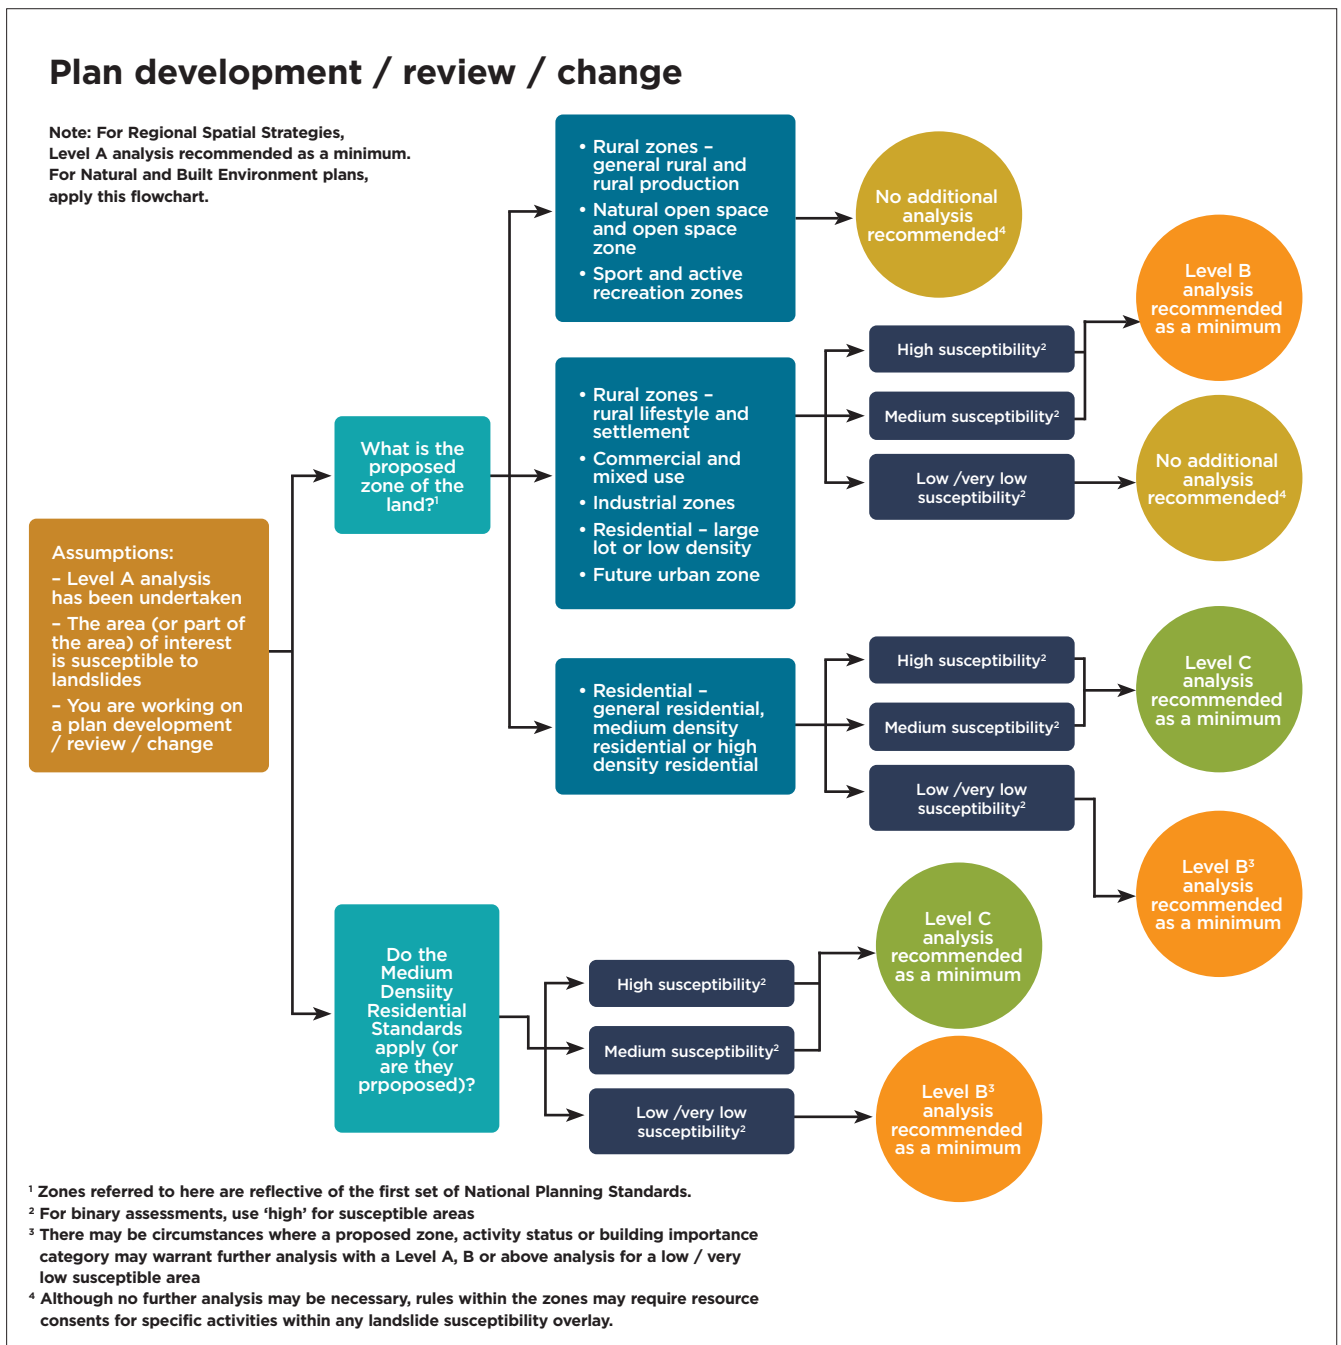 Plan development / review / change
Note: For Regional Spatial Strategies,
Level A analysis recommended as a minimum.
For Natural and Built Environment plans,
apply this flowchart.
Assumptions:
– Level A analysis
has been undertaken
– The area (or part of
the area) of interest
is susceptible to
landslides
– You are working on
a plan development
/ review / change
What is the
proposed
zone of the
land?¹
• Rural zones –
general rural and
rural production
• Natural open space
and open space
zone
• Sport and active
recreation zones
No additional
analysis
recommended⁴
• Rural zones –
rural lifestyle and
settlement
• Commercial and
mixed use
• Industrial zones
• Residential – large
lot or low density
• Future urban zone
High susceptibility²
Medium susceptibility²
Low /very low
susceptibility²
Level B
analysis
recommended
as a minimum
No additional
analysis
recommended⁴
• Residential –
general residential,
medium density
residential or high
density residential
High susceptibility²
Medium susceptibility²
Low /very low
susceptibility²
Level C
analysis
recommended
as a minimum
Level B³
analysis
recommended
as a minimum
Do the
Medium
Densiity
Residential
Standards
apply (or
are they
prpoposed)?
High susceptibility²
Medium susceptibility²
Low /very low
susceptibility²
Level C
analysis
recommended
as a minimum
Level B³
analysis
recommended
as a minimum
¹ Zones referred to here are reflective of the first set of National Planning Standards.
² For binary assessments, use ‘high’ for susceptible areas
³ There may be circumstances where a proposed zone, activity status or building importance
category may warrant further analysis with a Level A, B or above analysis for a low / very
low susceptible area
⁴ Although no further analysis may be necessary, rules within the zones may require resource
consents for specific activities within any landslide susceptibility overlay.